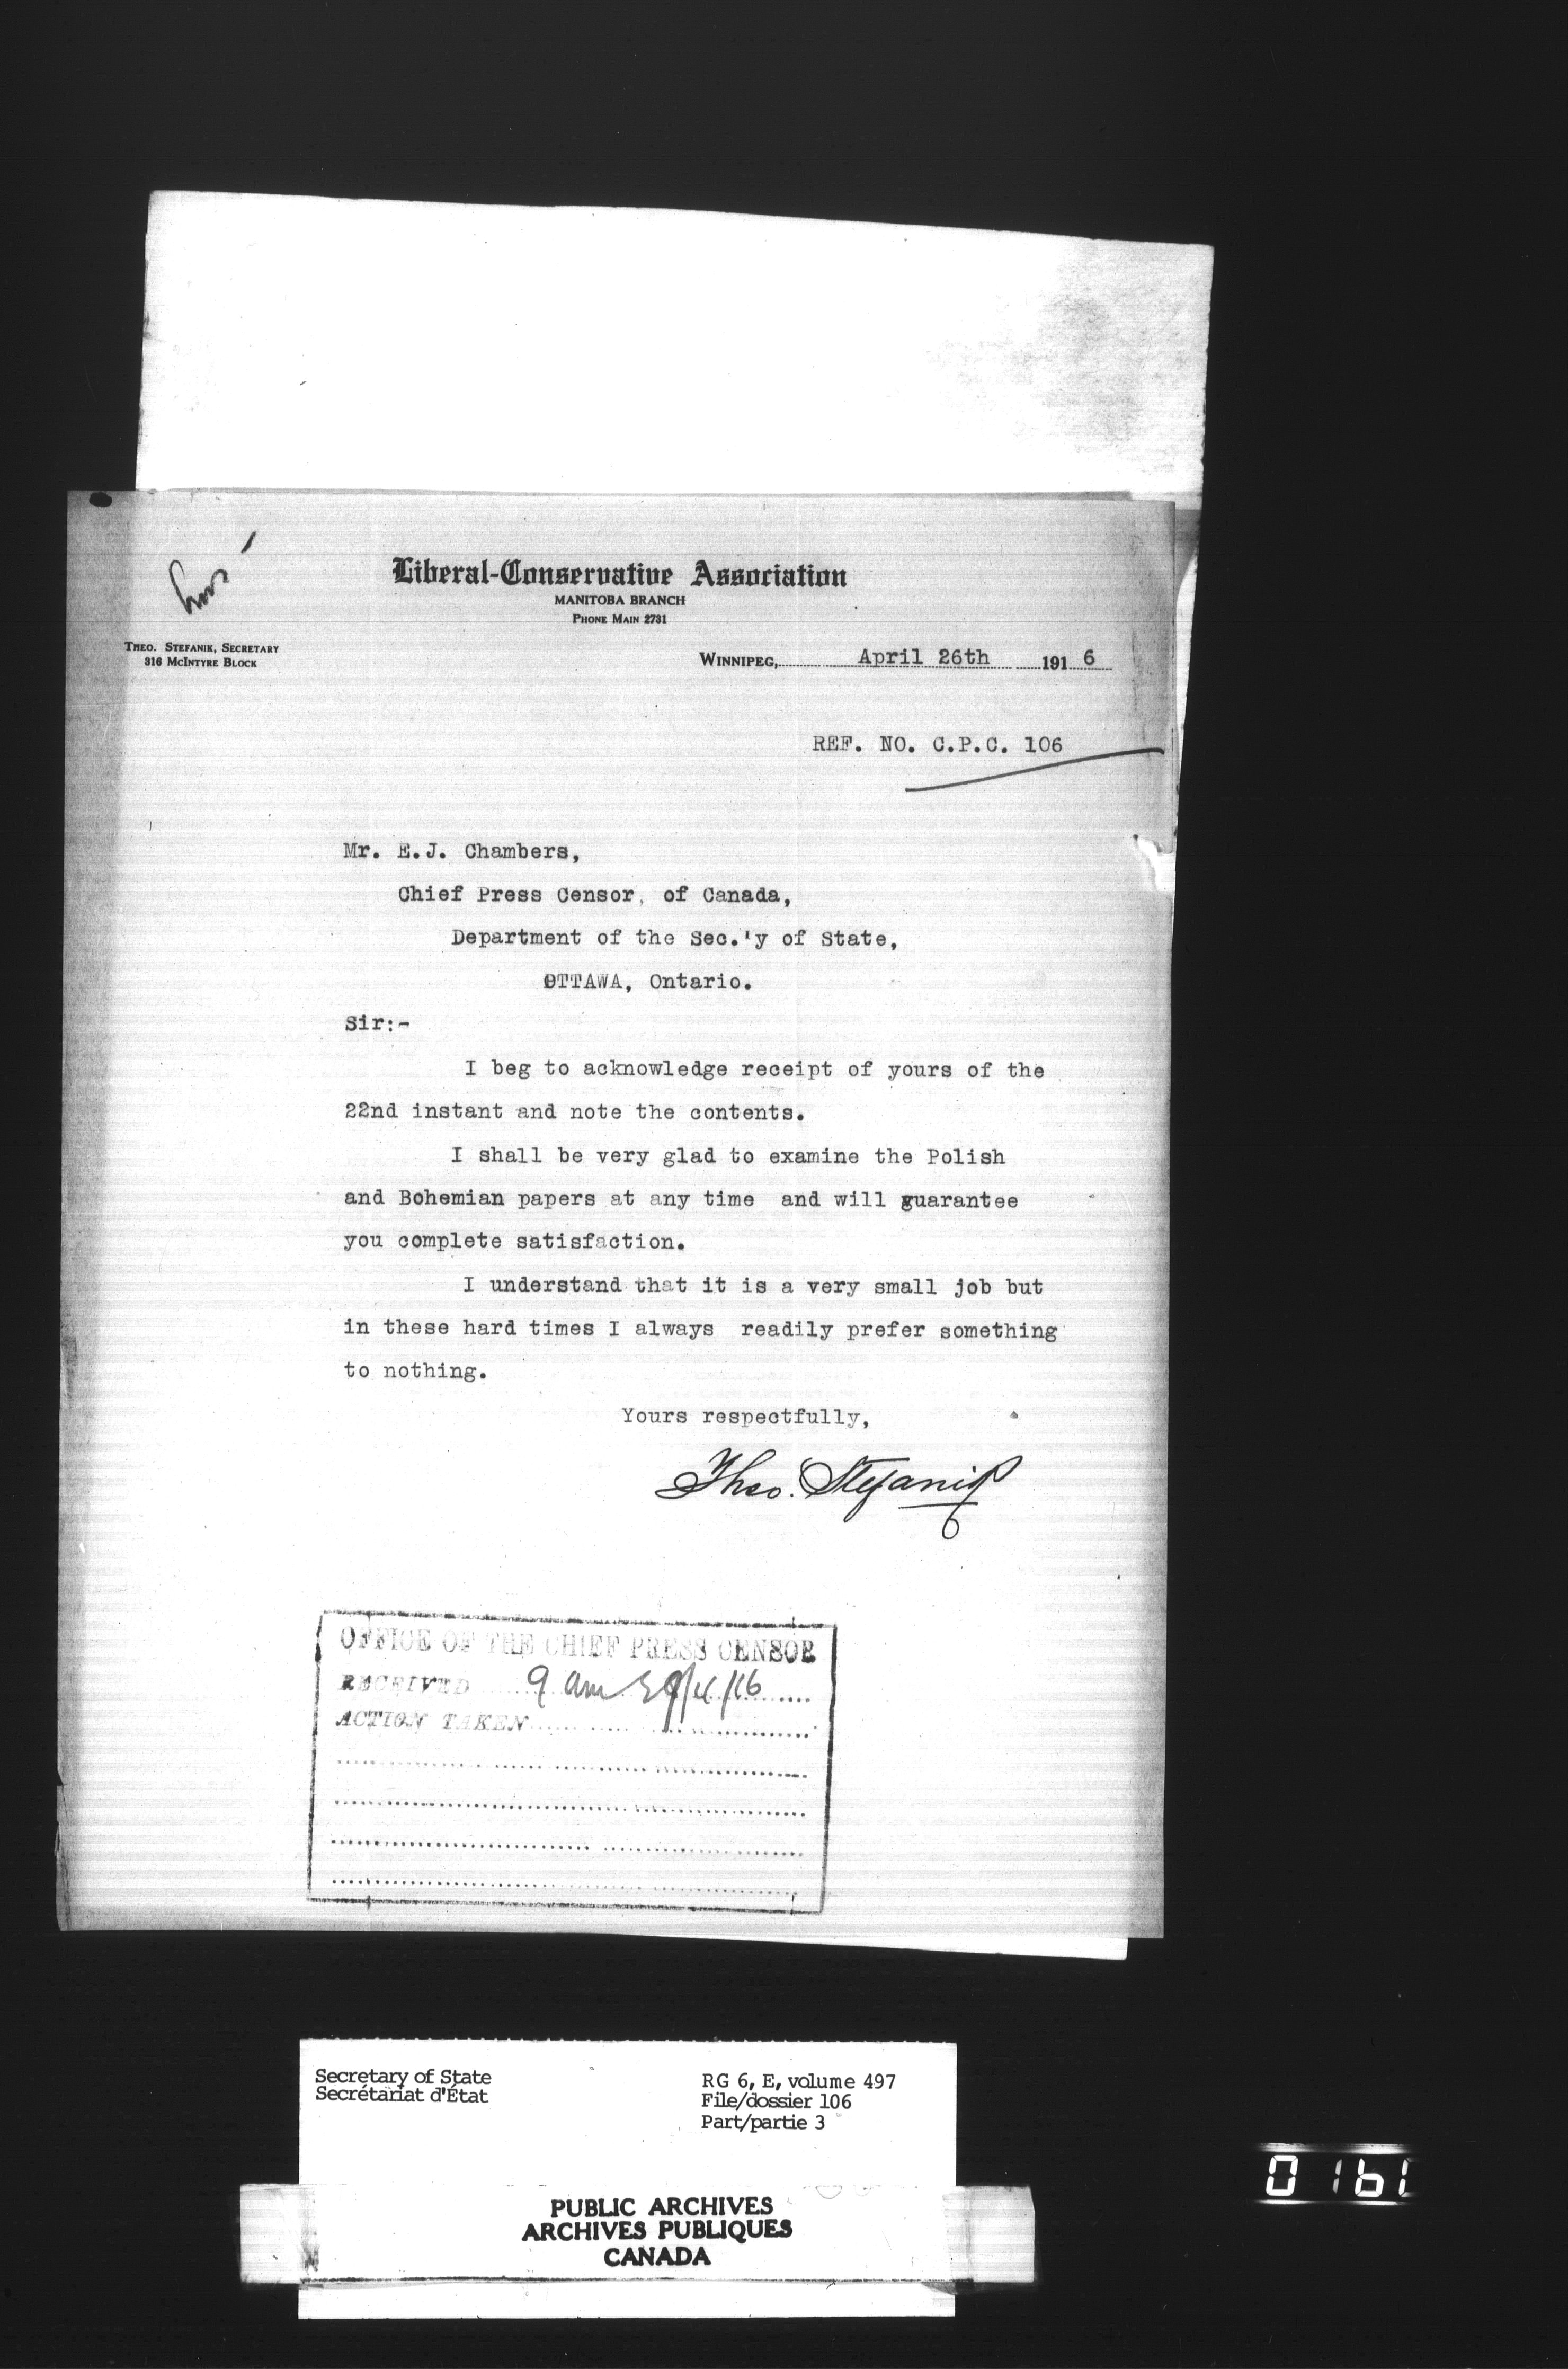 Liberal-Conservative Association
MANITOBA BRANCH
PHONE MAIN 2731
THEO. STEFANIK, SECRETARY
316 MCINTYRE BLOCK
WINNIPEG, April 26th 1916
REF. NO. C.P.C. 106
Mr. E.J. Chambers,
Chief Press Censor, of Canada,
Department of the Sec.'y of State,
OTTAWA, Ontario.
Sir:-
I beg to acknowledge receipt of yours of the
22nd instant and note the contents.
I shall be very glad to examine the Polish
and Bohemian papers at any time and will guarantee
you complete satisfaction.
I understand that it is a very small job but
in these hard times I always readily prefer something
to nothing.
Yours respectfully,
Theo. Stefanik
OFFICE OF THE CHIEF PRESS CENSOR
RECEIVED 9 am /4/16
ACTION TAKEN
Secretary of State
Secrétariat d'État
RG 6, E, volume 497
File/dossier 106
Part/partie 3
PUBLIC ARCHIVES
ARCHIVES PUBLIQUES
CANADA
0161